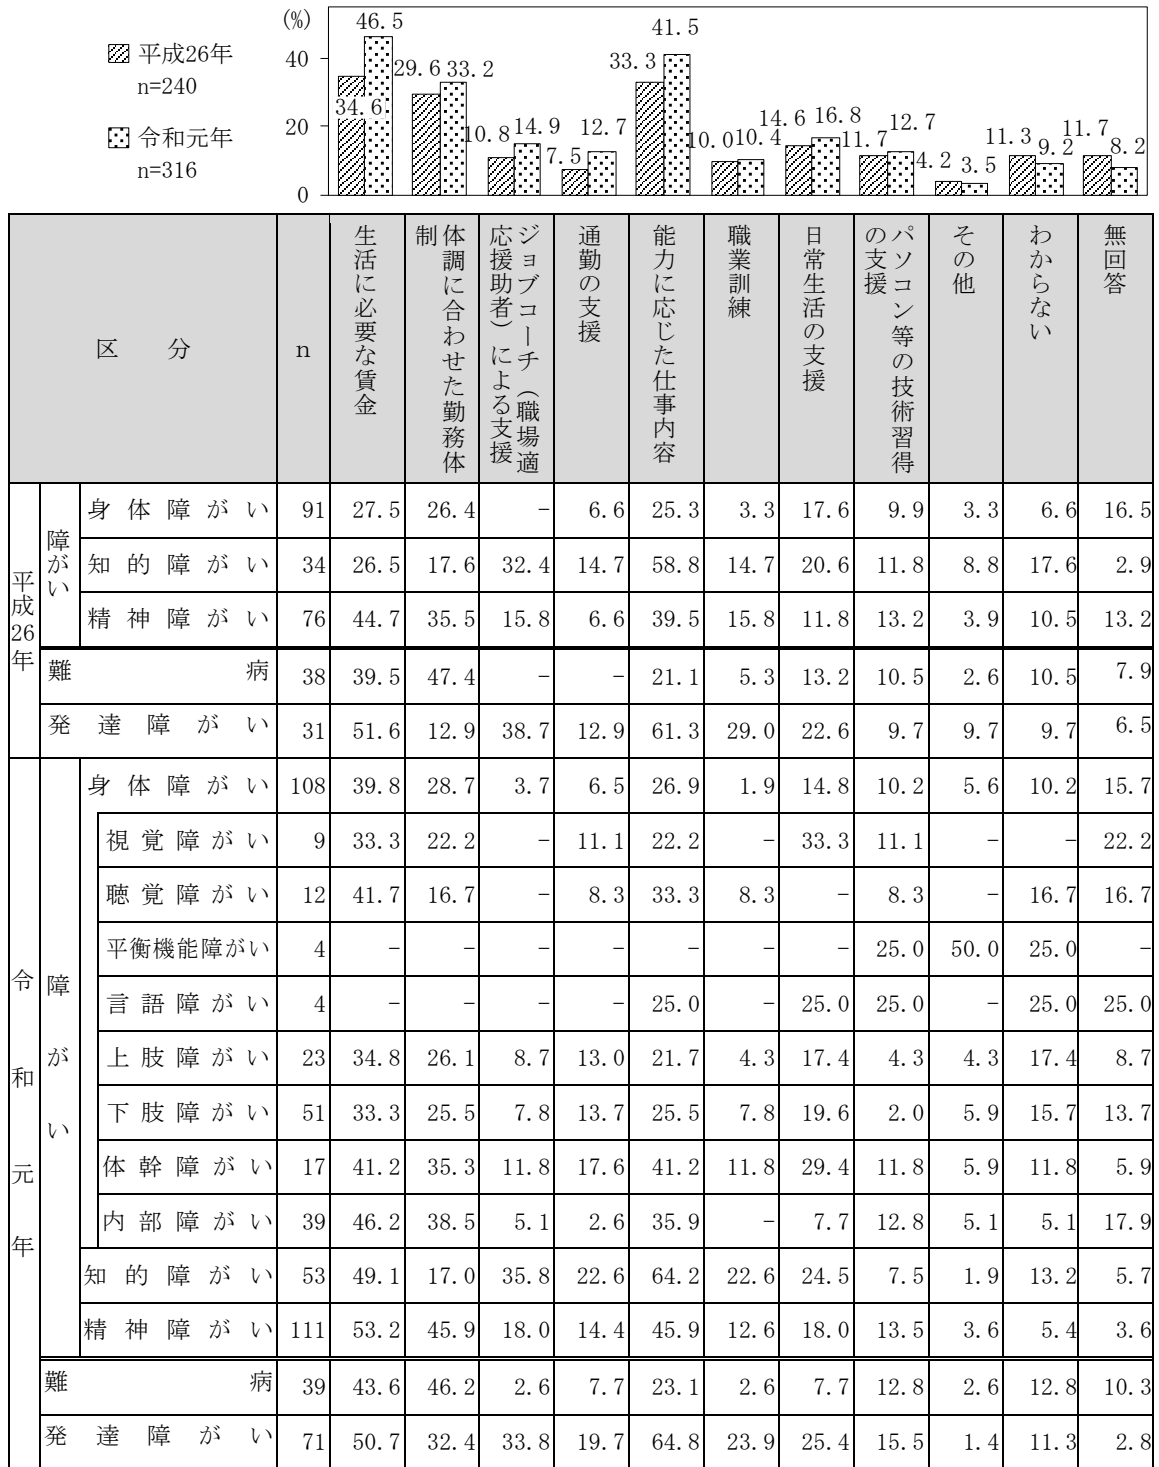 (%)
平成26年
n=240
令和元年
n=316
40
20
0
34.6 46.5
29.6 33.2
10.8 14.9
7.5 12.7
33.3 41.5
10.0 10.4
14.6 16.8
11.7 12.7
4.2 3.5
11.3 9.2
11.7 8.2
区分 n 生活に必要な賃金 体調に合わせた勤務体制 ジョブコーチ（職場適応援助者）による支援 通勤の支援 能力に応じた仕事内容 職業訓練 日常生活の支援 パソコン等の技術習得の支援 その他 わからない 無回答
平成26年
障がい
身体障がい 91 27.5 26.4 － 6.6 25.3 3.3 17.6 9.9 3.3 6.6 16.5
知的障がい 34 26.5 17.6 32.4 14.7 58.8 14.7 20.6 11.8 8.8 17.6 2.9
精神障がい 76 44.7 35.5 15.8 6.6 39.5 15.8 11.8 13.2 3.9 10.5 13.2
難病 38 39.5 47.4 － － 21.1 5.3 13.2 10.5 2.6 10.5 7.9
発達障がい 31 51.6 12.9 38.7 12.9 61.3 29.0 22.6 9.7 9.7 9.7 6.5
令和元年
障がい
身体障がい 108 39.8 28.7 3.7 6.5 26.9 1.9 14.8 10.2 5.6 10.2 15.7
視覚障がい 9 33.3 22.2 － 11.1 22.2 － 33.3 11.1 － － 22.2
聴覚障がい 12 41.7 16.7 － 8.3 33.3 8.3 － 8.3 － 16.7 16.7
平衡機能障がい 4 － － － － － － － 25.0 50.0 25.0 －
言語障がい 4 － － － － 25.0 － 25.0 25.0 － 25.0 25.0
上肢障がい 23 34.8 26.1 8.7 13.0 21.7 4.3 17.4 4.3 4.3 17.4 8.7
下肢障がい 51 33.3 25.5 7.8 13.7 25.5 7.8 19.6 2.0 5.9 15.7 13.7
体幹障がい 17 41.2 35.3 11.8 17.6 41.2 11.8 29.4 11.8 5.9 11.8 5.9
内部障がい 39 46.2 38.5 5.1 2.6 35.9 － 7.7 12.8 5.1 5.1 17.9
知的障がい 53 49.1 17.0 35.8 22.6 64.2 22.6 24.5 7.5 1.9 13.2 5.7
精神障がい 111 53.2 45.9 18.0 14.4 45.9 12.6 18.0 13.5 3.6 5.4 3.6
難病 39 43.6 46.2 2.6 7.7 23.1 2.6 7.7 12.8 2.6 12.8 10.3
発達障がい 71 50.7 32.4 33.8 19.7 64.8 23.9 25.4 15.5 1.4 11.3 2.8